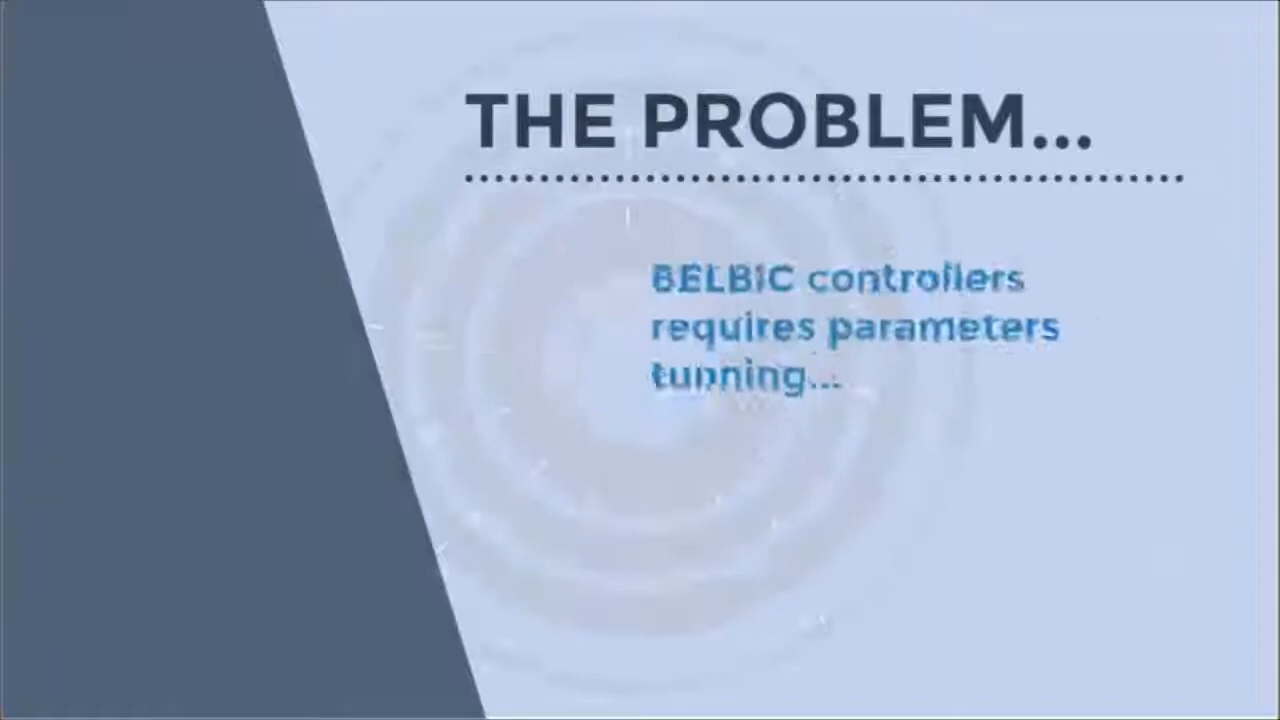 THE PROBLEM...
BELBIC controllers
requires parameters
tunning...